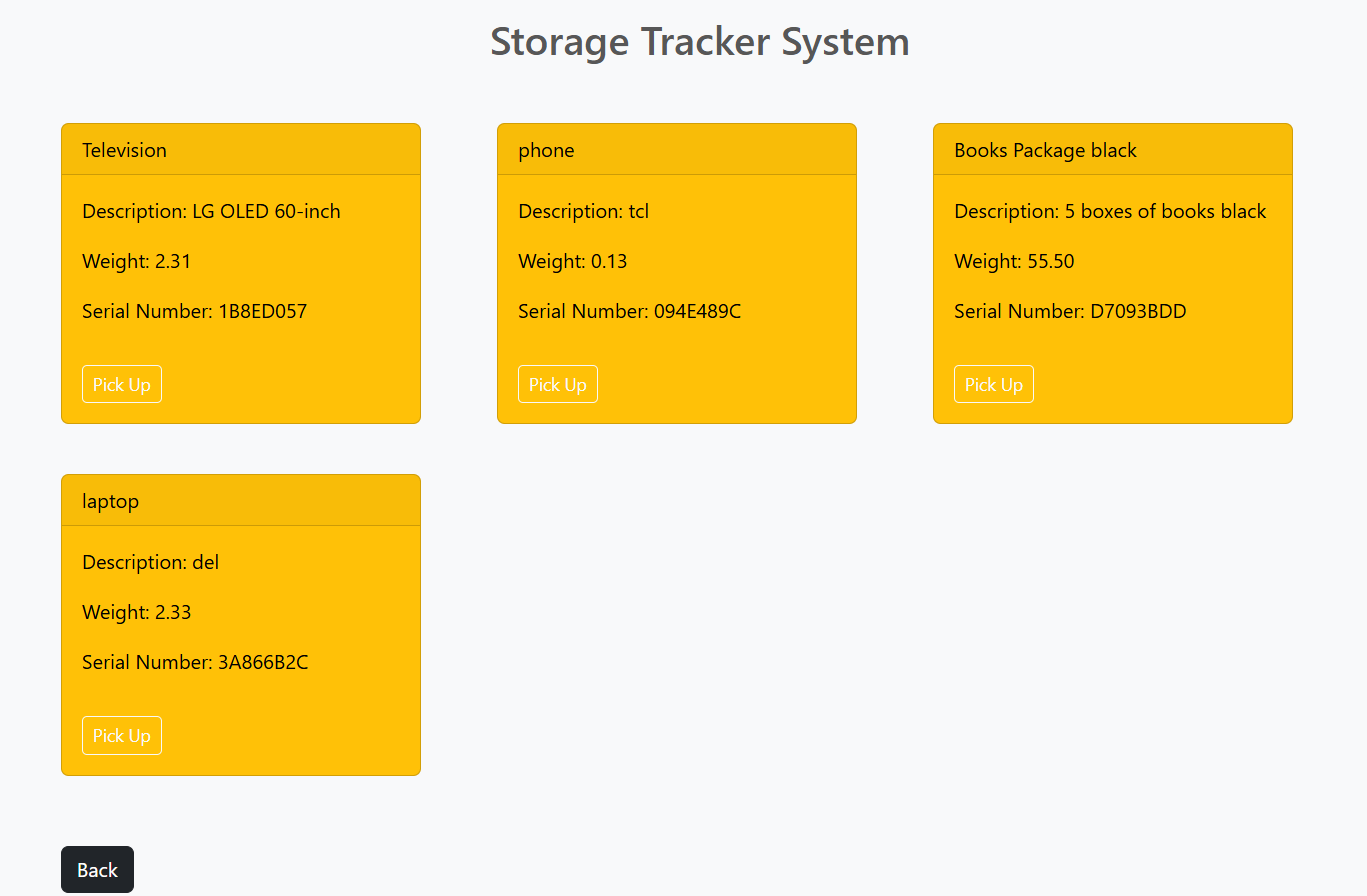 Storage Tracker System
Television
Description: LG OLED 60-inch
Weight: 2.31
Serial Number: 1B8ED057
Pick Up
phone
Description: tcl
Weight: 0.13
Serial Number: 094E489C
Pick Up
Books Package black
Description: 5 boxes of books black
Weight: 55.50
Serial Number: D7093BDD
Pick Up
laptop
Description: del
Weight: 2.33
Serial Number: 3A866B2C
Pick Up
Back